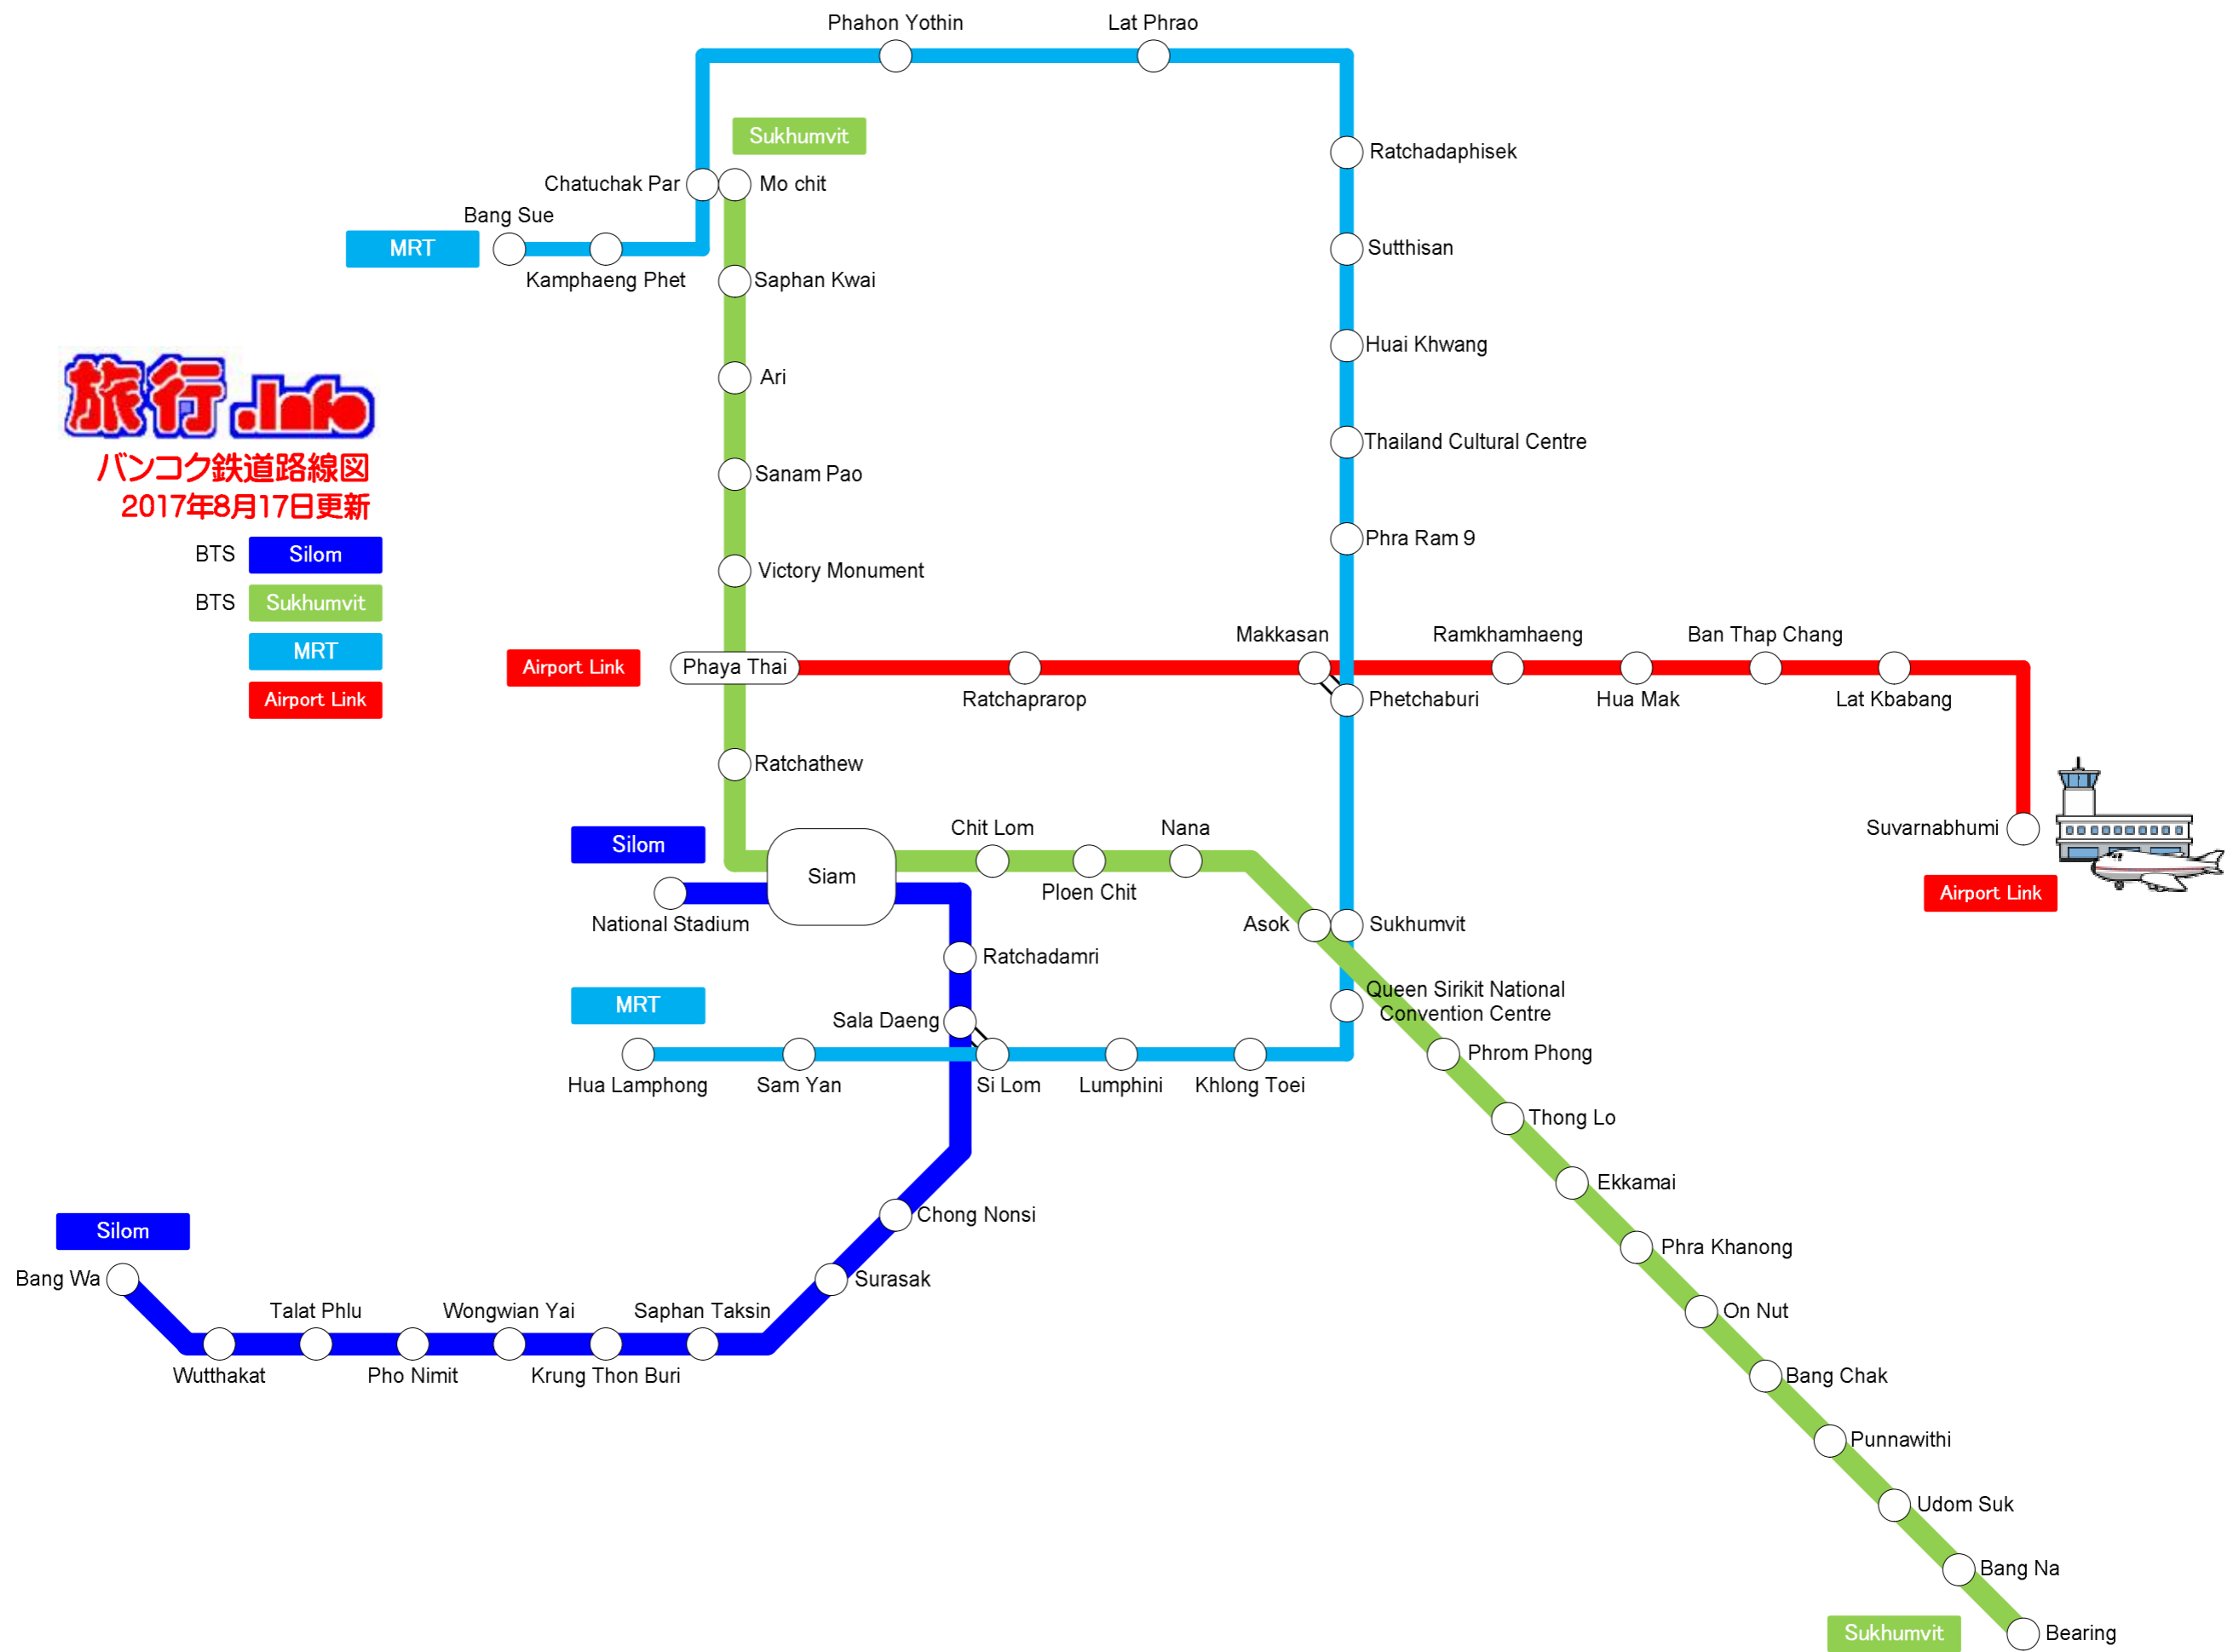 Phahon Yothin
Lat Phrao
Sukhumvit
Ratchadaphisek
Chatuchak Par
Mo chit
Bang Sue
MRT
Sutthisan
Kamphaeng Phet
Saphan Kwai
Huai Khwang
旅行.Info
Ari
Thailand Cultural Centre
バンコク鉄道路線図
Sanam Pao
2017年8月17日更新
Phra Ram 9
BTS Silom
Victory Monument
BTS Sukhumvit
MRT
Makkasan
Ramkhamhaeng
Ban Thap Chang
Airport Link
Phaya Thai
Airport Link
Ratchaprarop
Phetchaburi
Hua Mak
Lat Kbabang
Ratchathew
Silom
Chit Lom
Nana
Suvarnabhumi
Siam
Ploen Chit
Airport Link
National Stadium
Asok
Sukhumvit
Ratchadamri
MRT
Queen Sirikit National
Convention Centre
Sala Daeng
Phrom Phong
Hua Lamphong
Sam Yan
Si Lom
Lumphini
Khlong Toei
Thong Lo
Ekkamai
Chong Nonsi
Silom
Phra Khanong
Bang Wa
Surasak
Talat Phlu
Wongwian Yai
Saphan Taksin
On Nut
Wutthakat
Pho Nimit
Krung Thon Buri
Bang Chak
Punnawithi
Udom Suk
Bang Na
Sukhumvit
Bearing